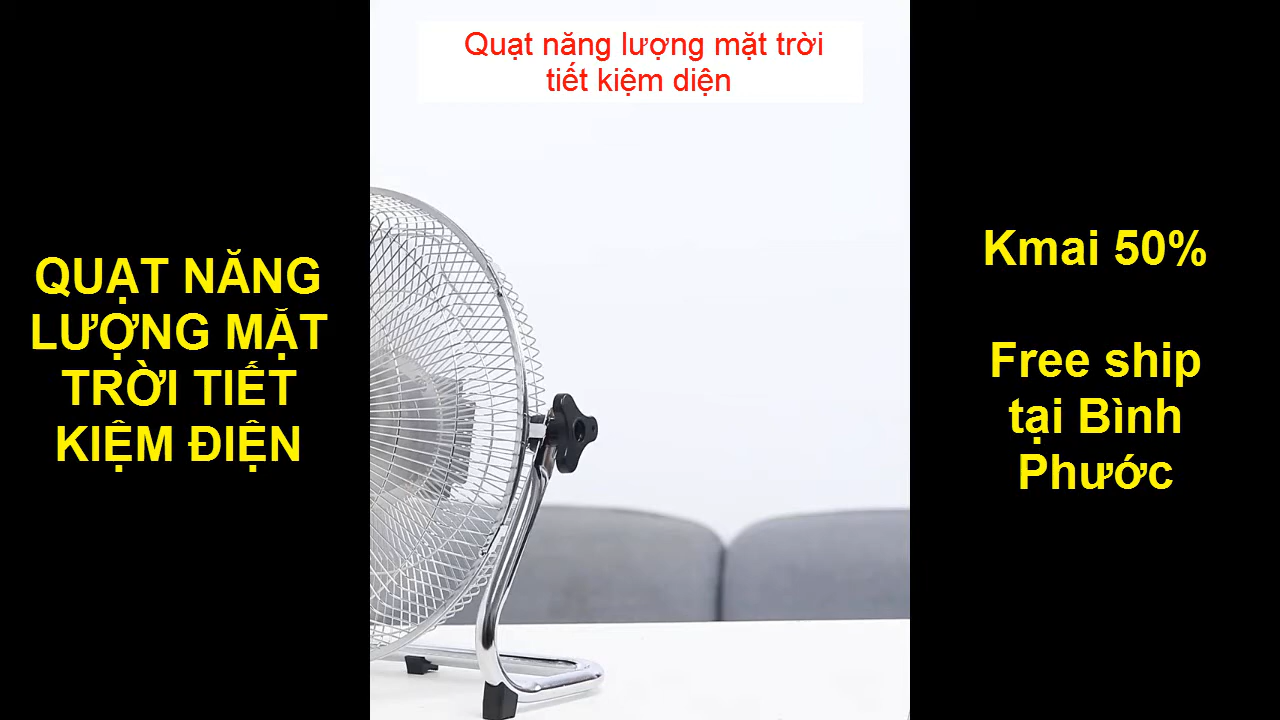 Quạt năng lượng mặt trời
tiết kiệm diện
QUẠT NĂNG
LƯỢNG MẶT
TRỜI TIẾT
KIỆM ĐIỆN
Kmai 50%
Free ship
tại Bình
Phước